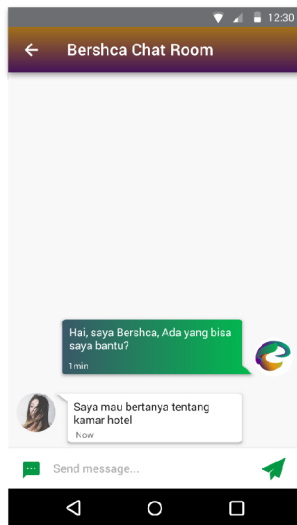 12:30
Bershca Chat Room
Hai, saya Bershca, Ada yang bisa
saya bantu?
1min
Saya mau bertanya tentang
kamar hotel
Now
Send message...